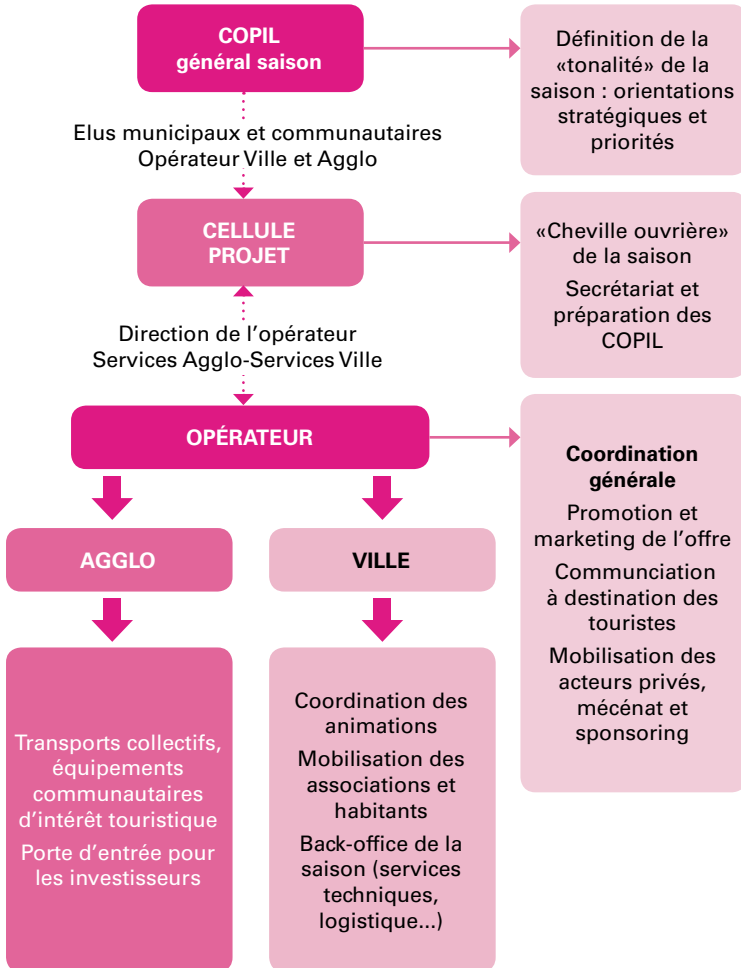 COPIL
général saison
Définition de la
«tonalité» de la
saison : orientations
stratégiques et
priorités
Elus municipaux et communautaires
Opérateur Ville et Agglo
CELLULE
PROJET
«Cheville ouvrière»
de la saison
Secrétariat et
préparation des
COPIL
Direction de l’opérateur
Services Agglo-Services Ville
OPÉRATEUR
Coordination
générale
Promotion et
marketing de l’offre
Communciation
à destination des
touristes
Mobilisation des
acteurs privés,
mécénat et
sponsoring
AGGLO
Transports collectifs,
équipements
communautaires
d’intérêt touristique
Porte d’entrée pour
les investisseurs
VILLE
Coordination des
animations
Mobilisation des
associations et
habitants
Back-office de la
saison (services
techniques,
logistique...)